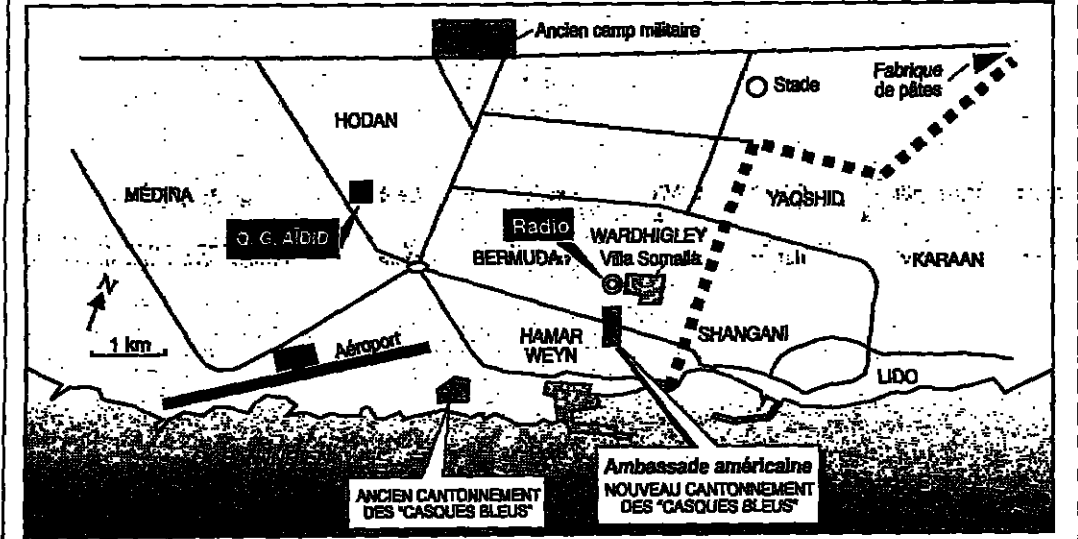 Ancien camp militaire
Stade
Fabrique
de pâtes
HODAN
MÉDINA
YAQSHID
Q. G. AÏDID
Radio
WARDHIGLEY
BERMUDA
Villa Somalia
KARAAN
N
1 km
Aéroport
HAMAR
WEYN
SHANGANI
LIDO
Ambassade américaine
NOUVEAU CANTONNEMENT
DES "CASQUES BLEUS"
ANCIEN CANTONNEMENT
DES "CASQUES BLEUS"